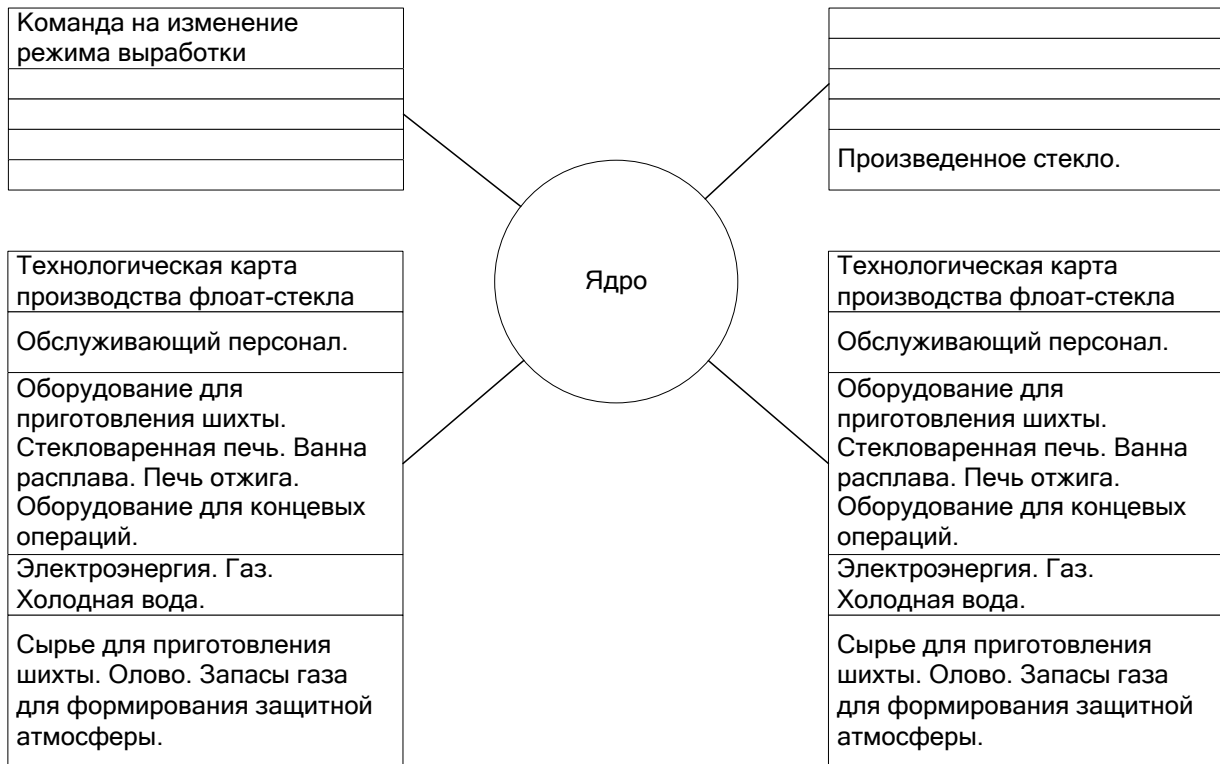 Команда на изменение
режима выработки
Произведенное стекло.
Ядро
Технологическая карта
производства флоат-стекла
Обслуживающий персонал.
Оборудование для
приготовления шихты.
Стекловаренная печь. Ванна
расплава. Печь отжига.
Оборудование для концевых
операций.
Электроэнергия. Газ.
Холодная вода.
Сырье для приготовления
шихты. Олово. Запасы газа
для формирования защитной
атмосферы.
Технологическая карта
производства флоат-стекла
Обслуживающий персонал.
Оборудование для
приготовления шихты.
Стекловаренная печь. Ванна
расплава. Печь отжига.
Оборудование для концевых
операций.
Электроэнергия. Газ.
Холодная вода.
Сырье для приготовления
шихты. Олово. Запасы газа
для формирования защитной
атмосферы.